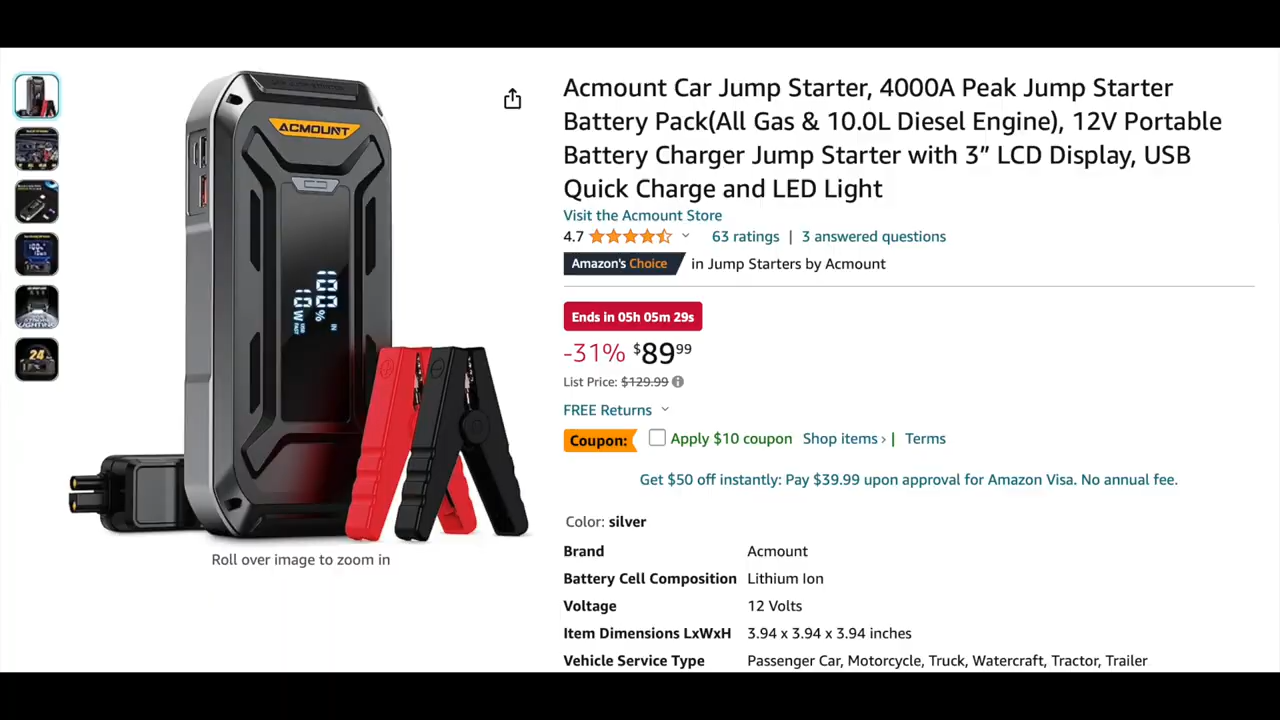 Acmount Car Jump Starter, 4000A Peak Jump Starter
Battery Pack(All Gas & 10.0L Diesel Engine), 12V Portable
Battery Charger Jump Starter with 3” LCD Display, USB
Quick Charge and LED Light
Visit the Acmount Store
4.7
63 ratings | 3 answered questions
Amazon's Choice in Jump Starters by Acmount
Ends in 05h 05m 29s
-31% $89⁹⁹
List Price: $129.99
FREE Returns
Coupon: Apply $10 coupon Shop items › | Terms
Get $50 off instantly: Pay $39.99 upon approval for Amazon Visa. No annual fee.
Color: silver
Brand Acmount
Battery Cell Composition Lithium Ion
Voltage 12 Volts
Item Dimensions LxWxH 3.94 x 3.94 x 3.94 inches
Vehicle Service Type Passenger Car, Motorcycle, Truck, Watercraft, Tractor, Trailer
ACMOUNT
100%
IN
10W
USB
FAST
24
Roll over image to zoom in